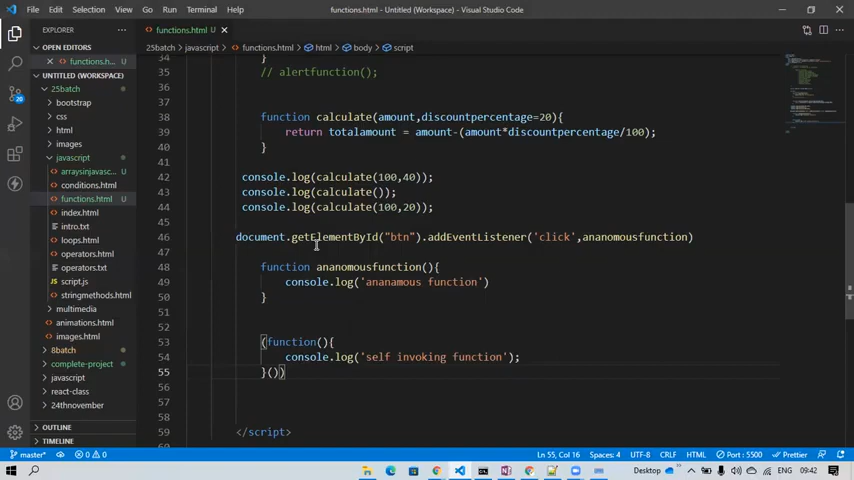 File Edit Selection View Go Run Terminal Help functions.html - Untitled (Workspace) - Visual Studio Code
EXPLORER
functions.html
OPEN EDITORS
25batch > javascript > functions.html > html > body > script
functions.h...
UNTITLED (WORKSPACE)
25batch
bootstrap
css
html
images
javascript
arraysinjavasc...
conditions.html
functions.html
index.html
intro.txt
loops.html
operators.html
operators.txt
script.js
stringmethods.html
multimedia
animations.html
images.html
8batch
complete-project
javascript
react-class
24thnovember
OUTLINE
TIMELINE
34 }
35 // alertfunction();
36
37
38 function calculate(amount,discountpercentage=20){
39 return totalamount = amount-(amount*discountpercentage/100);
40 }
41
42 console.log(calculate(100,40));
43 console.log(calculate());
44 console.log(calculate(100,20));
45
46 document.getElementById("btn").addEventListener('click',ananomousfunction)
47
48 function ananomousfunction(){
49 console.log('ananamous function')
50 }
51
52
53 (function(){
54 console.log('self invoking function');
55 }())
56
57
58
59 </script>
20
0 0 Ln 55, Col 16 Spaces: 4 UTF-8 CRLF HTML Port : 5500 Prettier
Desktop ENG 09:42